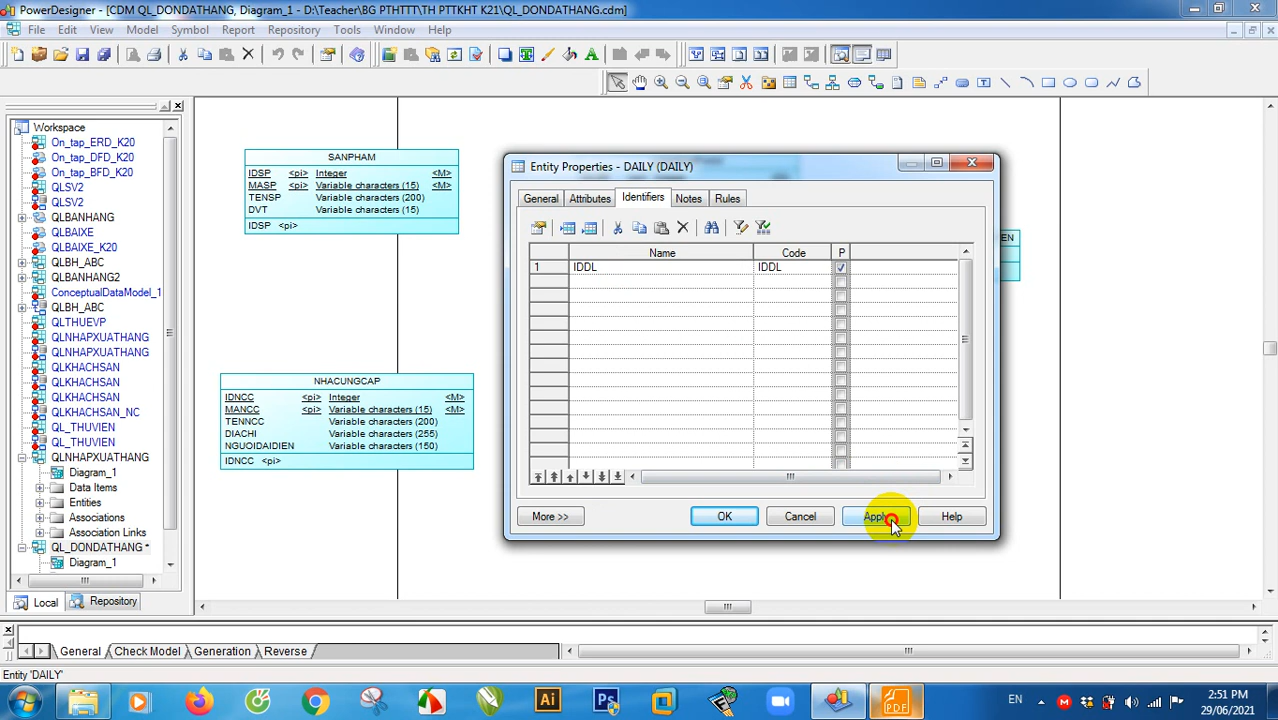 PowerDesigner - [CDM QL_DONDATHANG, Diagram_1 - D:\Teacher\BG PTHTTT\TH PTTKHT K21\QL_DONDATHANG.cdm]
File Edit View Model Symbol Report Repository Tools Window Help
Workspace
On_tap_ERD_K20
On_tap_DFD_K20
On_tap_BFD_K20
QLSV2
QLSV2
QLBANHANG
QLBAIXE
QLBAIXE_K20
QLBH_ABC
QLBANHANG2
ConceptualDataModel_1
QLBH_ABC
QLTHUEVP
QLNHAPXUATHANG
QLNHAPXUATHANG
QLKHACHSAN
QLKHACHSAN
QLKHACHSAN
QLKHACHSAN_NC
QL_THUVIEN
QL_THUVIEN
QLNHAPXUATHANG
Diagram_1
Data Items
Entities
Associations
Association Links
QL_DONDATHANG *
Diagram_1
Local Repository
SANPHAM
IDSP <pi> Integer <M>
MASP <pi> Variable characters (15) <M>
TENSP Variable characters (200)
DVT Variable characters (15)
IDSP <pi>
NHACUNGCAP
IDNCC <pi> Integer <M>
MANCC <pi> Variable characters (15) <M>
TENNCC Variable characters (200)
DIACHI Variable characters (255)
NGUOIDAIDIEN Variable characters (150)
IDNCC <pi>
EN
Entity Properties - DAILY (DAILY)
General Attributes Identifiers Notes Rules
Name Code P
1 IDDL IDDL
More >> OK Cancel Apply Help
General Check Model Generation Reverse
Entity 'DAILY'
Ai
PDF
EN
2:51 PM
29/06/2021